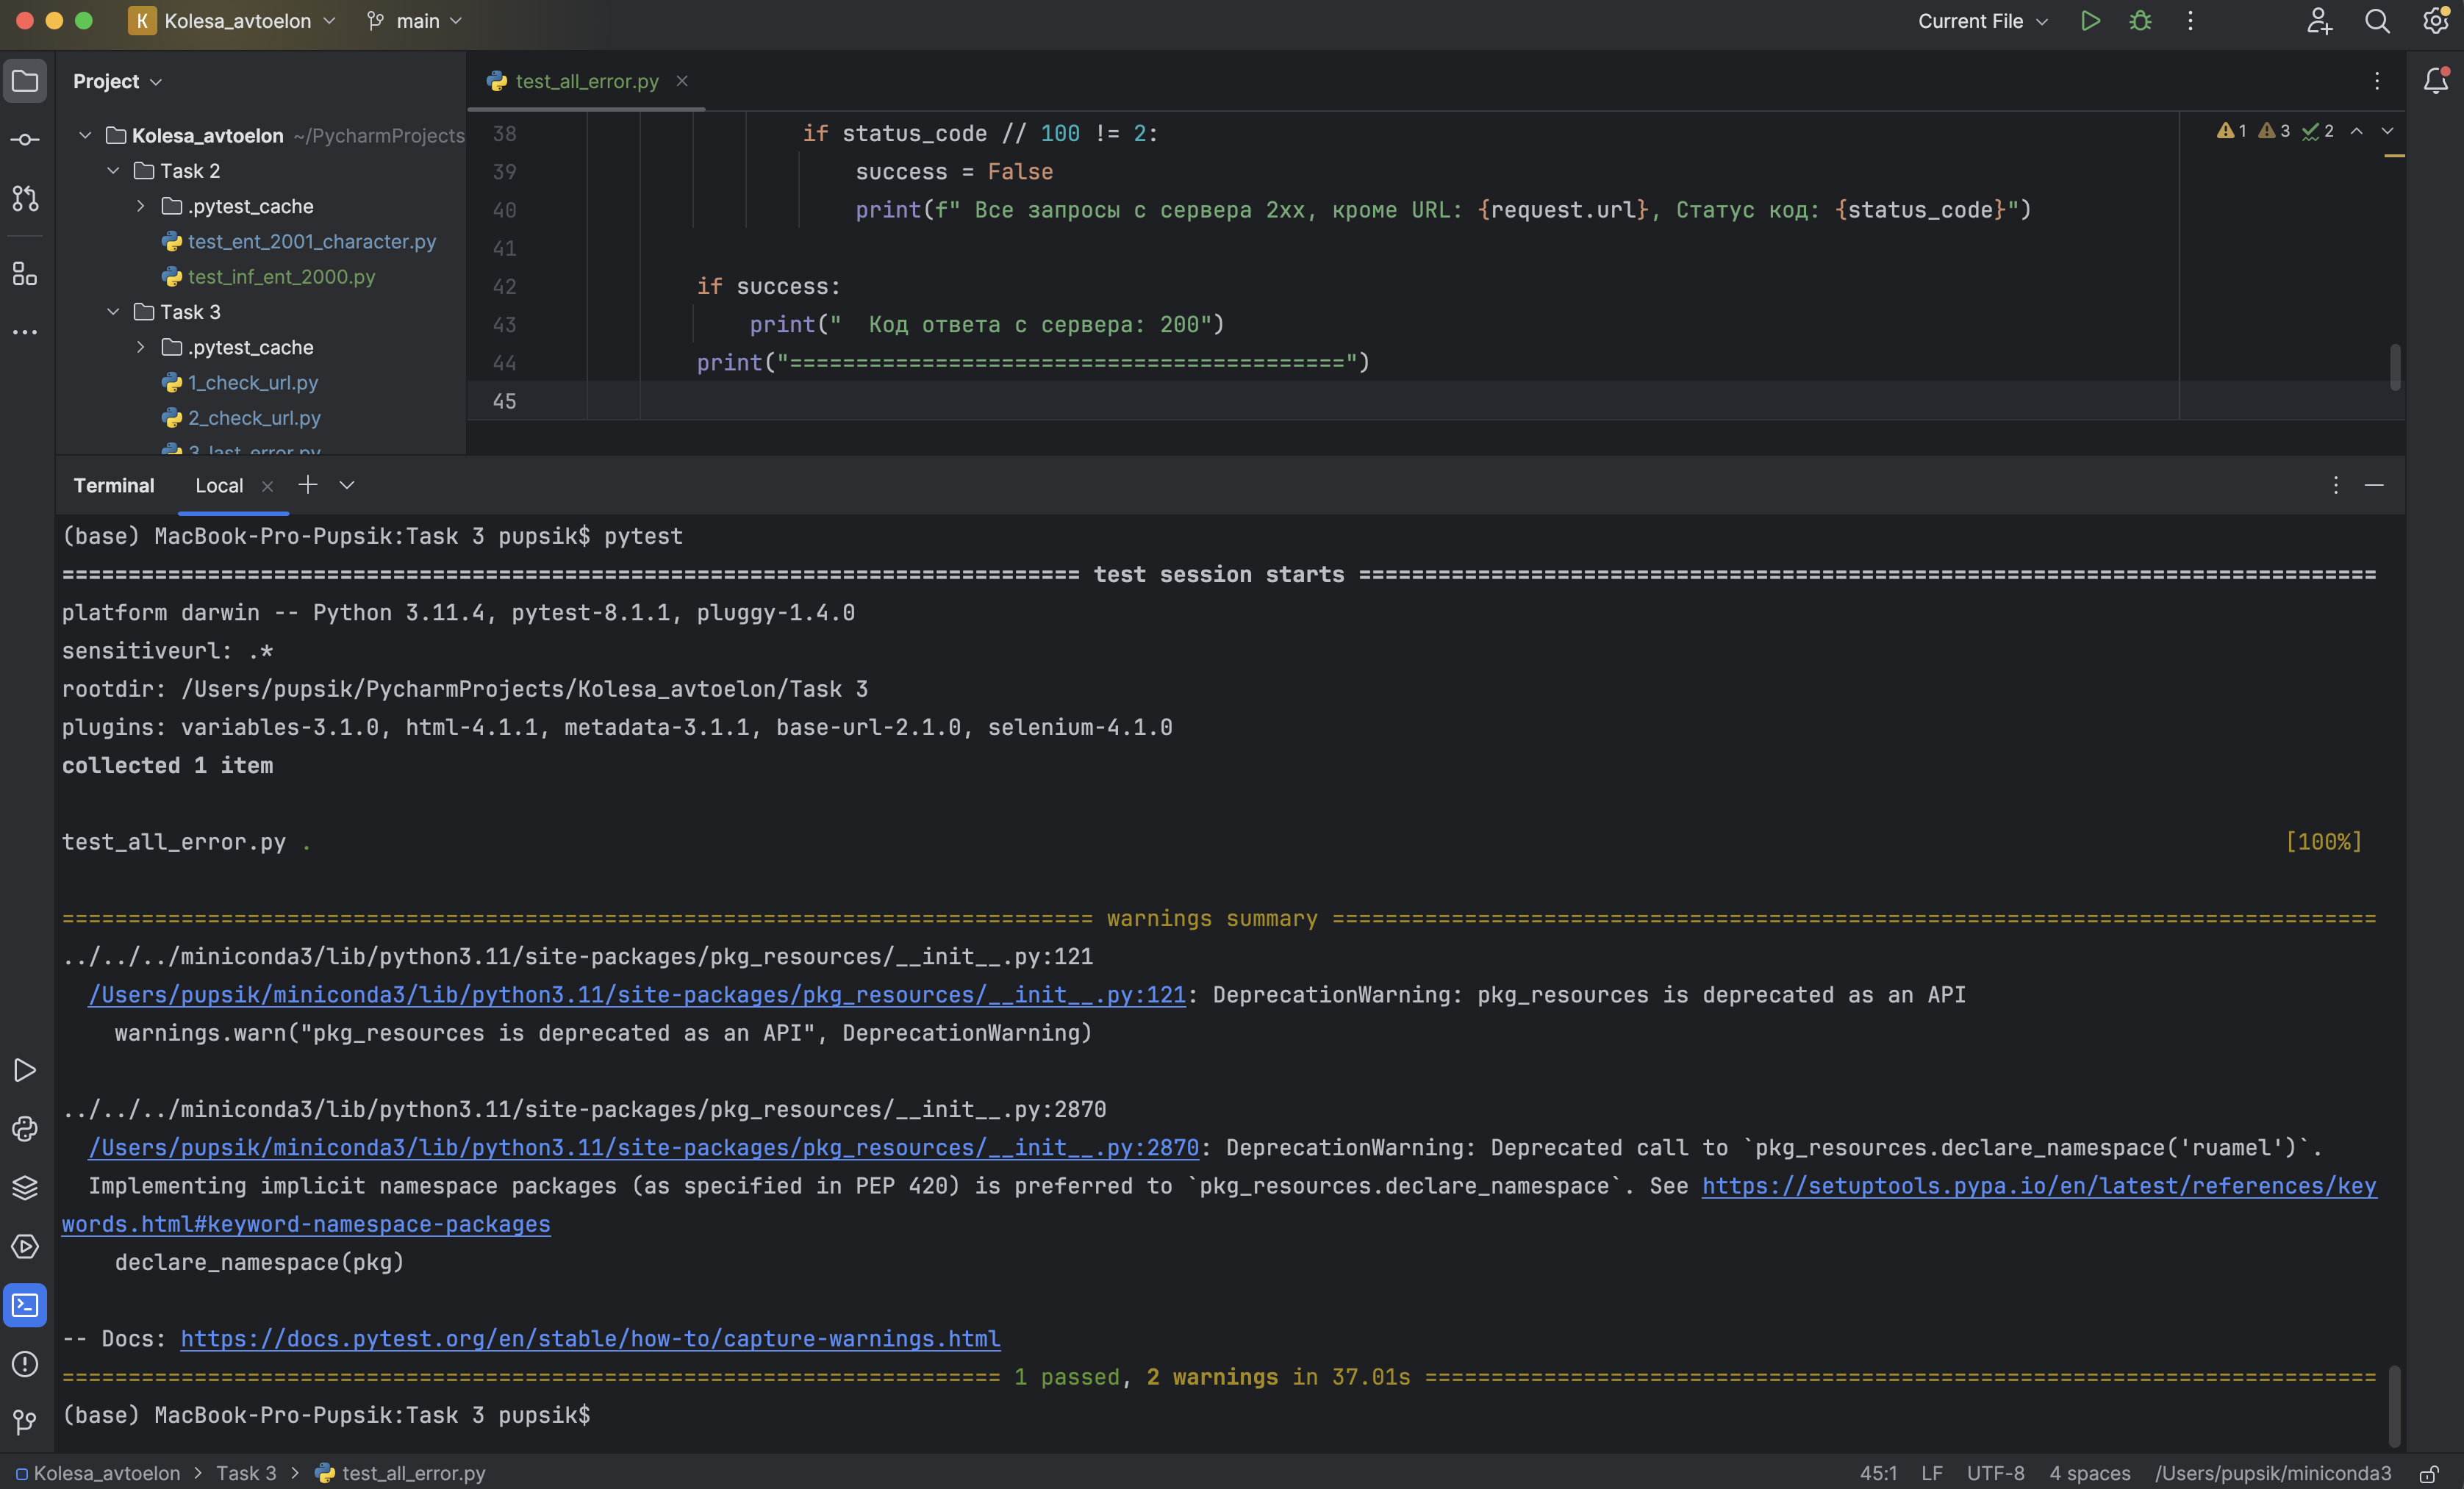 K Kolesa_avtoelon main Current File
Project
test_all_error.py
Kolesa_avtoelon ~/PycharmProjects
Task 2
.pytest_cache
test_ent_2001_character.py
test_inf_ent_2000.py
Task 3
.pytest_cache
1_check_url.py
2_check_url.py
3_last_error.py
1 3 2
38 if status_code // 100 != 2:
39 success = False
40 print(f" Все запросы с сервера 2xx, кроме URL: {request.url}, Статус код: {status_code}")
41
42 if success:
43 print("  Код ответа с сервера: 200")
44 print("==========================================")
45
Terminal Local
(base) MacBook-Pro-Pupsik:Task 3 pupsik$ pytest
============================================================================= test session starts =============================================================================
platform darwin -- Python 3.11.4, pytest-8.1.1, pluggy-1.4.0
sensitiveurl: .*
rootdir: /Users/pupsik/PycharmProjects/Kolesa_avtoelon/Task 3
plugins: variables-3.1.0, html-4.1.1, metadata-3.1.1, base-url-2.1.0, selenium-4.1.0
collected 1 item
test_all_error.py . [100%]
============================================================================== warnings summary ===============================================================================
../../../miniconda3/lib/python3.11/site-packages/pkg_resources/__init__.py:121
/Users/pupsik/miniconda3/lib/python3.11/site-packages/pkg_resources/__init__.py:121: DeprecationWarning: pkg_resources is deprecated as an API
warnings.warn("pkg_resources is deprecated as an API", DeprecationWarning)
../../../miniconda3/lib/python3.11/site-packages/pkg_resources/__init__.py:2870
/Users/pupsik/miniconda3/lib/python3.11/site-packages/pkg_resources/__init__.py:2870: DeprecationWarning: Deprecated call to `pkg_resources.declare_namespace('ruamel')`.
Implementing implicit namespace packages (as specified in PEP 420) is preferred to `pkg_resources.declare_namespace`. See https://setuptools.pypa.io/en/latest/references/key
words.html#keyword-namespace-packages
declare_namespace(pkg)
-- Docs: https://docs.pytest.org/en/stable/how-to/capture-warnings.html
======================================================================= 1 passed, 2 warnings in 37.01s ========================================================================
(base) MacBook-Pro-Pupsik:Task 3 pupsik$
Kolesa_avtoelon > Task 3 > test_all_error.py 45:1 LF UTF-8 4 spaces /Users/pupsik/miniconda3